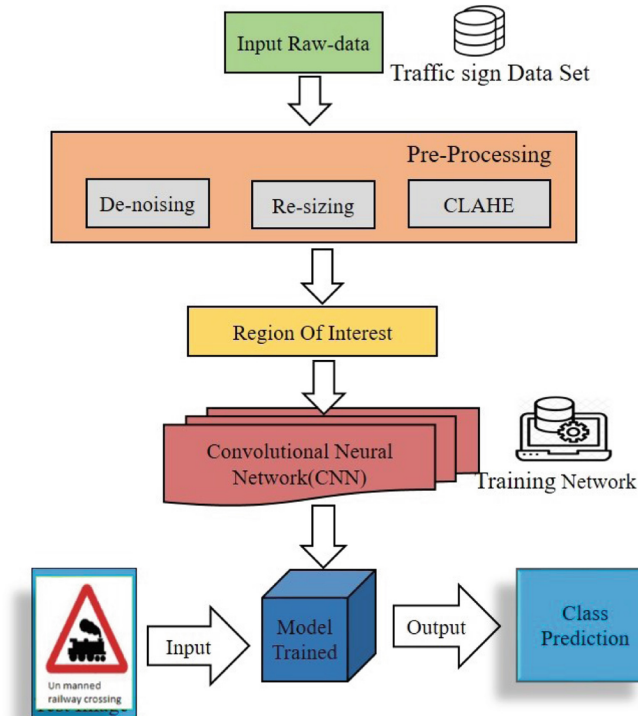 Input Raw-data
Traffic sign Data Set
Pre-Processing
De-noising
Re-sizing
CLAHE
Region Of Interest
Convolutional Neural
Network(CNN)
Training Network
Un manned
railway crossing
Input
Model
Trained
Output
Class
Prediction